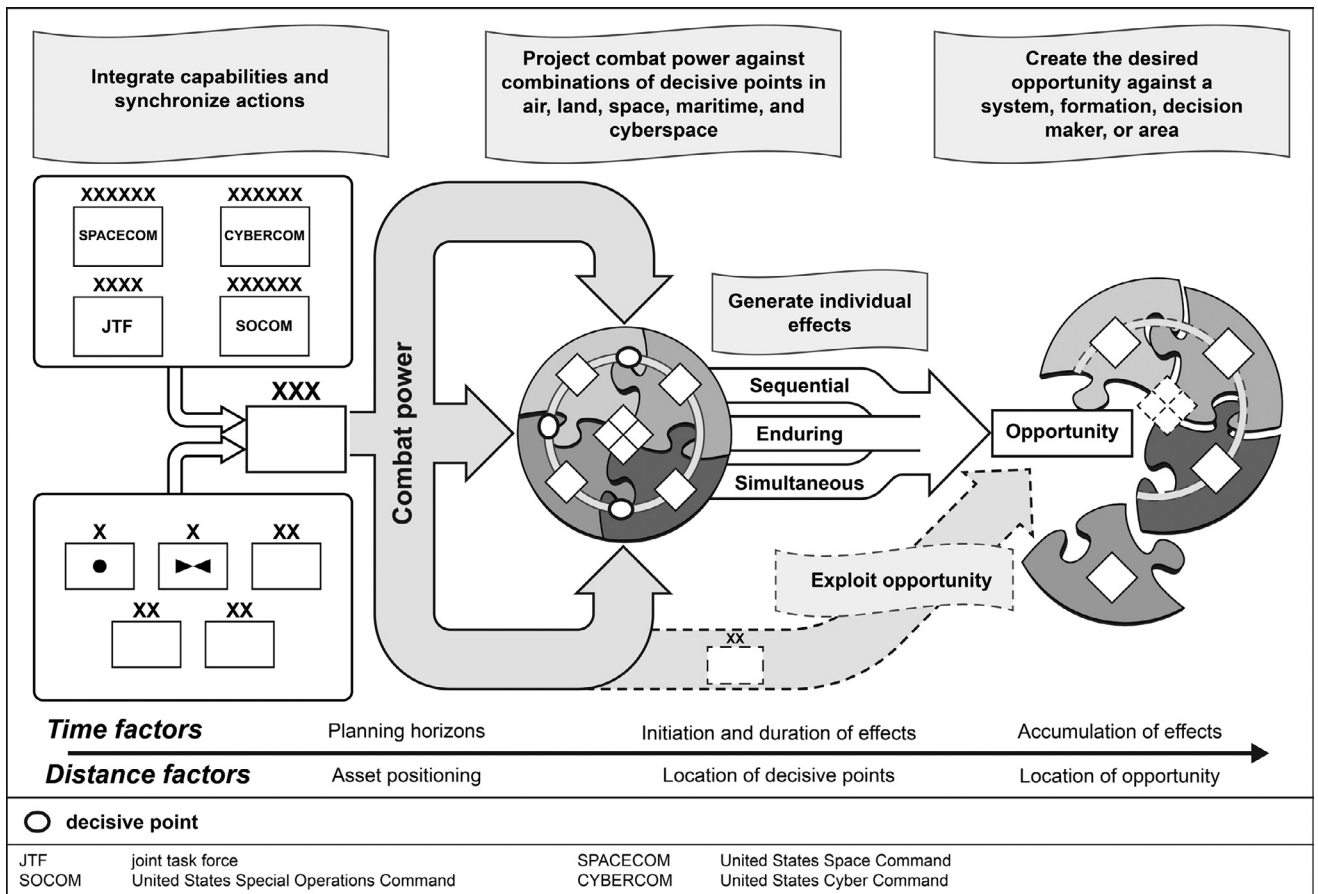 Integrate capabilities and
synchronize actions
Project combat power against
combinations of decisive points in
air, land, space, maritime, and
cyberspace
Create the desired
opportunity against a
system, formation, decision
maker, or area
XXXXXX
SPACECOM
XXXXXX
CYBERCOM
XXXX
JTF
XXXXXX
SOCOM
XXX
Combat power
X
X
XX
XX
XX
Generate individual
effects
Sequential
Enduring
Simultaneous
Opportunity
Exploit opportunity
XX
Time factors
Planning horizons
Initiation and duration of effects
Accumulation of effects
Distance factors
Asset positioning
Location of decisive points
Location of opportunity
decisive point
JTF joint task force
SPACECOM United States Space Command
SOCOM United States Special Operations Command
CYBERCOM United States Cyber Command